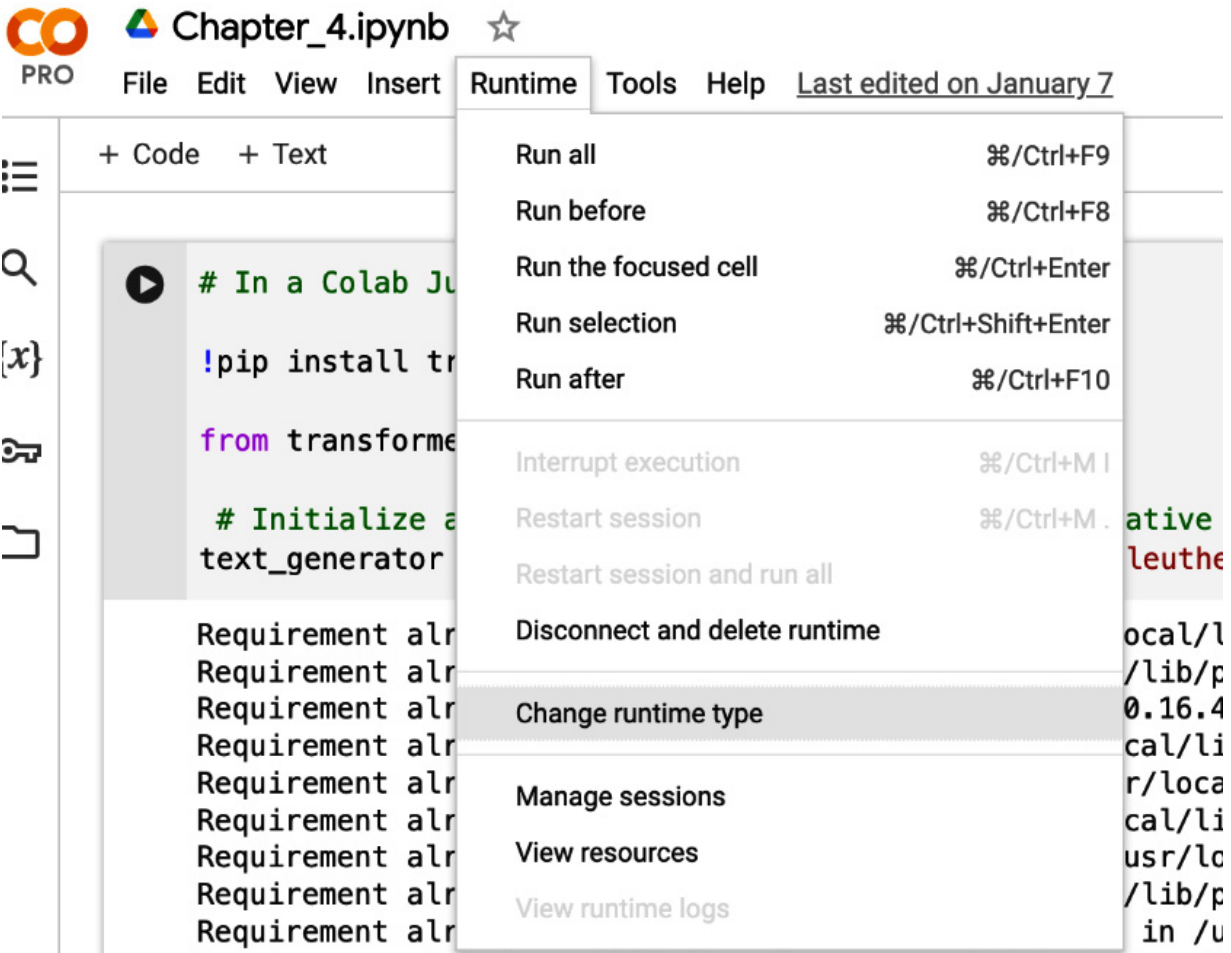 CO
PRO
Chapter_4.ipynb
File Edit View Insert Runtime Tools Help Last edited on January 7
+ Code + Text
Run all ⌘/Ctrl+F9
Run before ⌘/Ctrl+F8
Run the focused cell ⌘/Ctrl+Enter
Run selection ⌘/Ctrl+Shift+Enter
Run after ⌘/Ctrl+F10
Interrupt execution ⌘/Ctrl+M I
Restart session ⌘/Ctrl+M .
Restart session and run all
Disconnect and delete runtime
Change runtime type
Manage sessions
View resources
View runtime logs
{x}
# In a Colab Ju
!pip install tr
from transforme
# Initialize a ative
text_generator leuthe
Requirement alr ocal/l
Requirement alr /lib/p
Requirement alr 0.16.4
Requirement alr cal/li
Requirement alr r/loca
Requirement alr cal/li
Requirement alr usr/lo
Requirement alr /lib/p
Requirement alr in /u